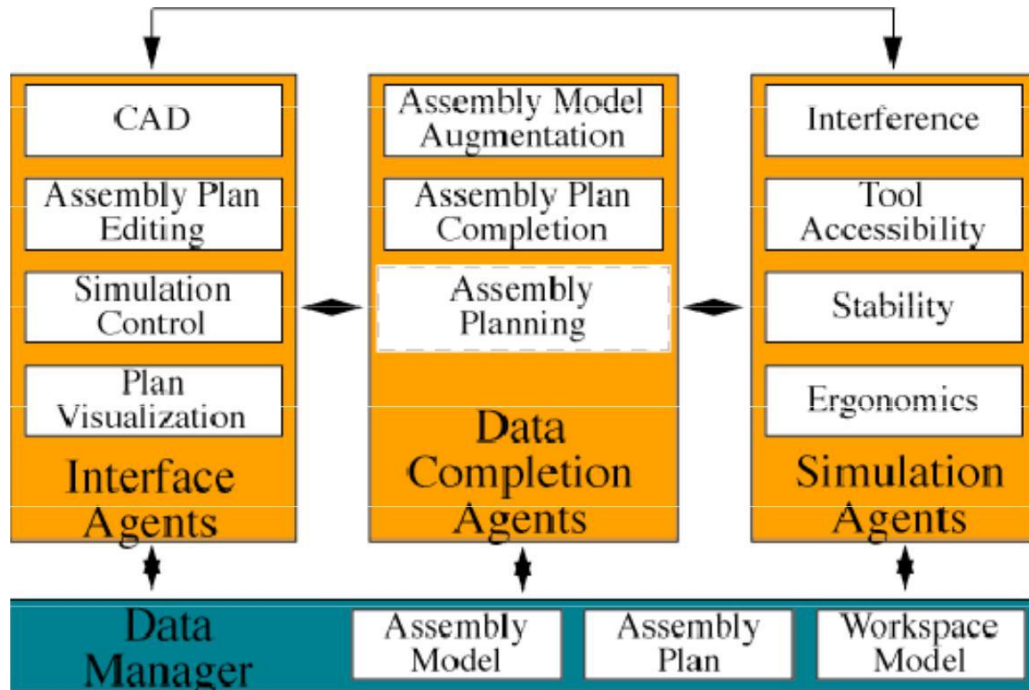 CAD
Assembly Plan
Editing
Simulation
Control
Plan
Visualization
Interface
Agents
Assembly Model
Augmentation
Assembly Plan
Completion
Assembly
Planning
Data
Completion
Agents
Interference
Tool
Accessibility
Stability
Ergonomics
Simulation
Agents
Data
Manager
Assembly
Model
Assembly
Plan
Workspace
Model